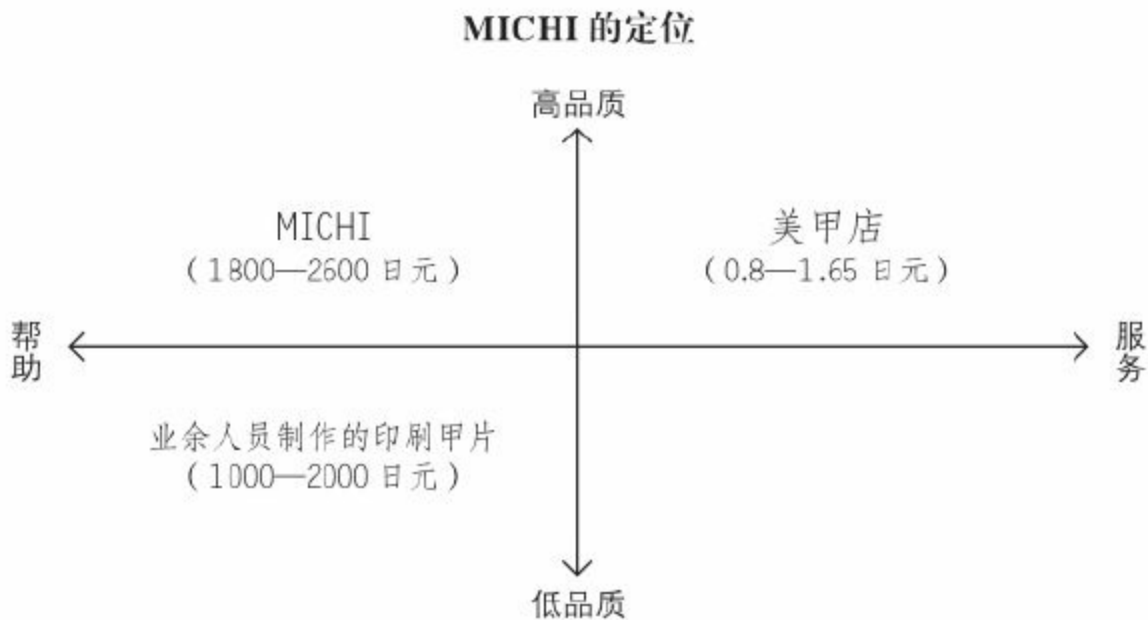 MICHI 的定位
高品质
MICHI
（1800—2600 日元）
美甲店
（0.8—1.65 日元）
帮助
服务
业余人员制作的印刷甲片
（1000—2000 日元）
低品质